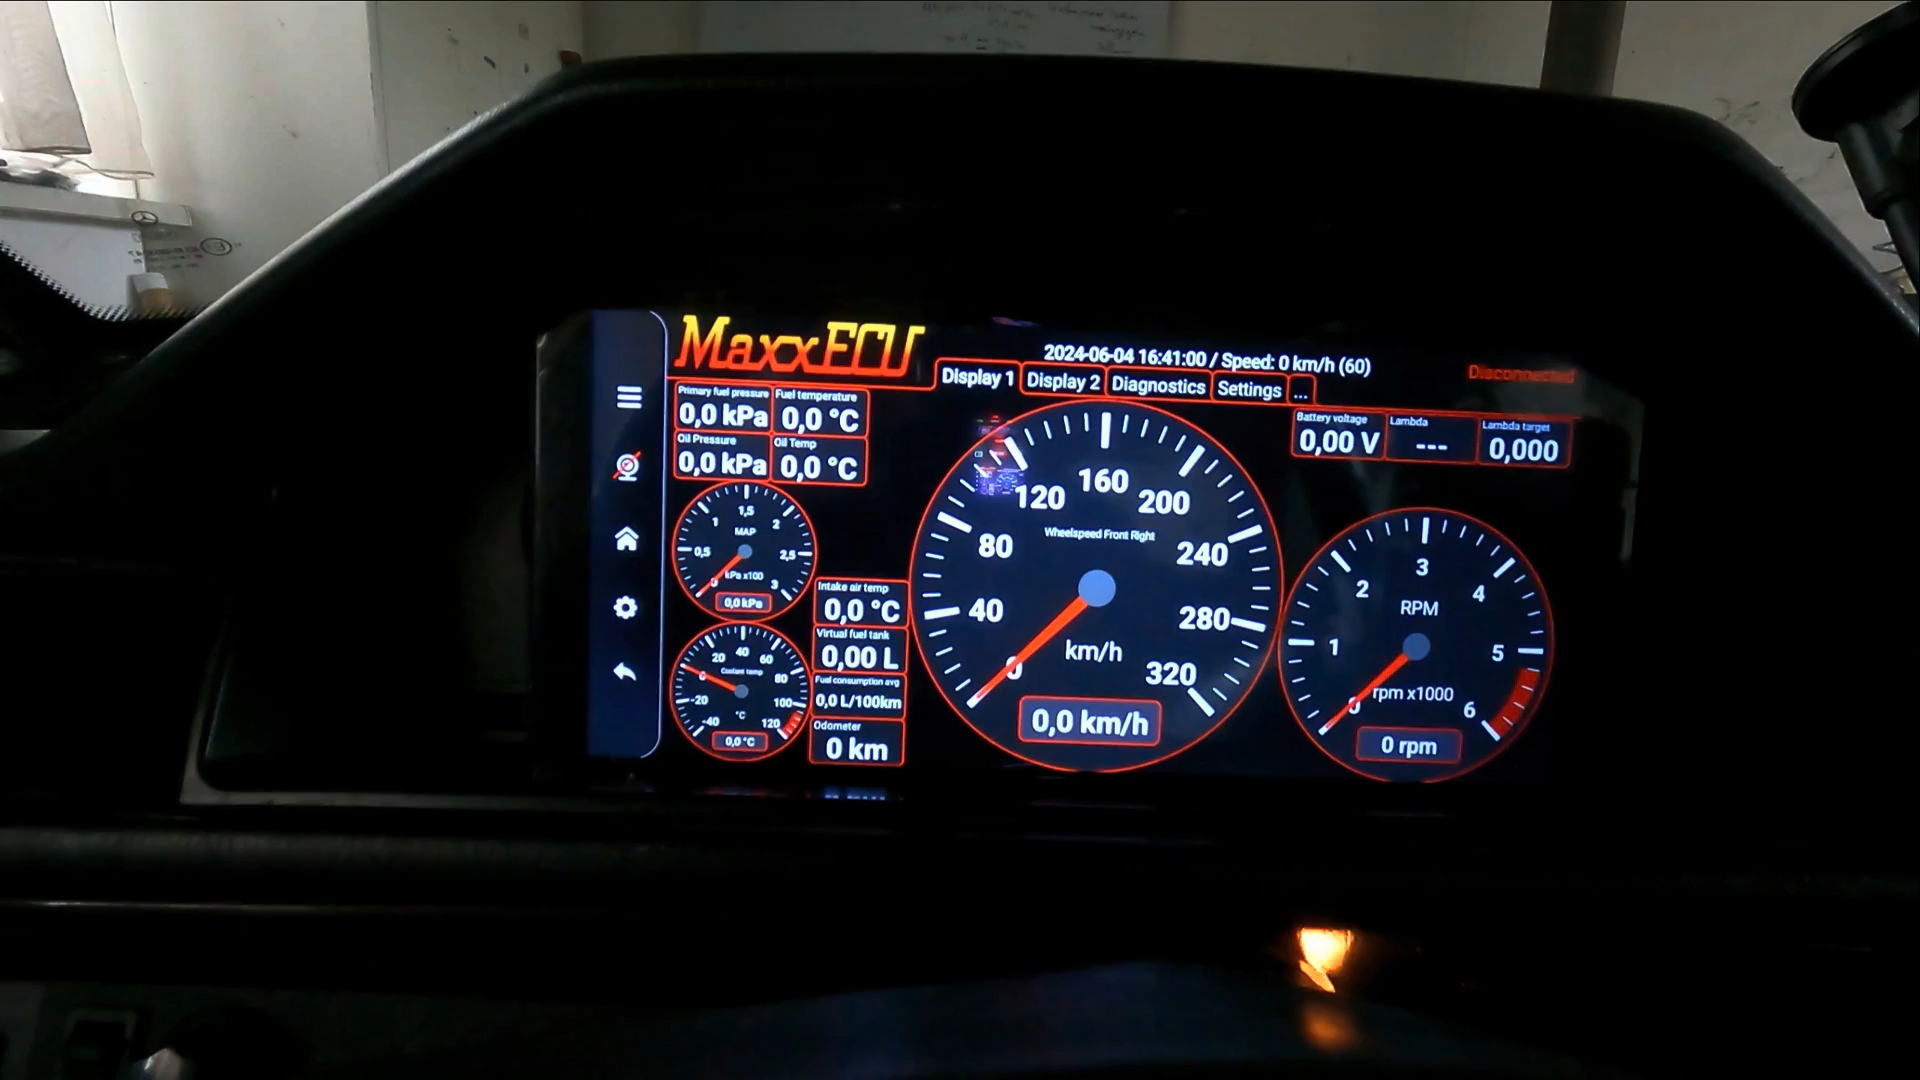 MaxxECU
2024-06-04 16:41:00 / Speed: 0 km/h (60)
Disconnected
Display 1 Display 2 Diagnostics Settings ...
Primary fuel pressure Fuel temperature
0,0 kPa 0,0 °C
Oil Pressure Oil Temp
0,0 kPa 0,0 °C
Battery voltage Lambda Lambda target
0,00 V --- 0,000
0 0,5 1 1,5 2 2,5 3
MAP
kPa x100
0,0 kPa
-40 -20 0 20 40 60 80 100 120
Coolant temp
°C
0,0 °C
Intake air temp
0,0 °C
Virtual fuel tank
0,00 L
Fuel consumption avg
0,0 L/100km
Odometer
0 km
0 40 80 120 160 200 240 280 320
Wheelspeed Front Right
km/h
0,0 km/h
0 1 2 3 4 5 6
RPM
rpm x1000
0 rpm